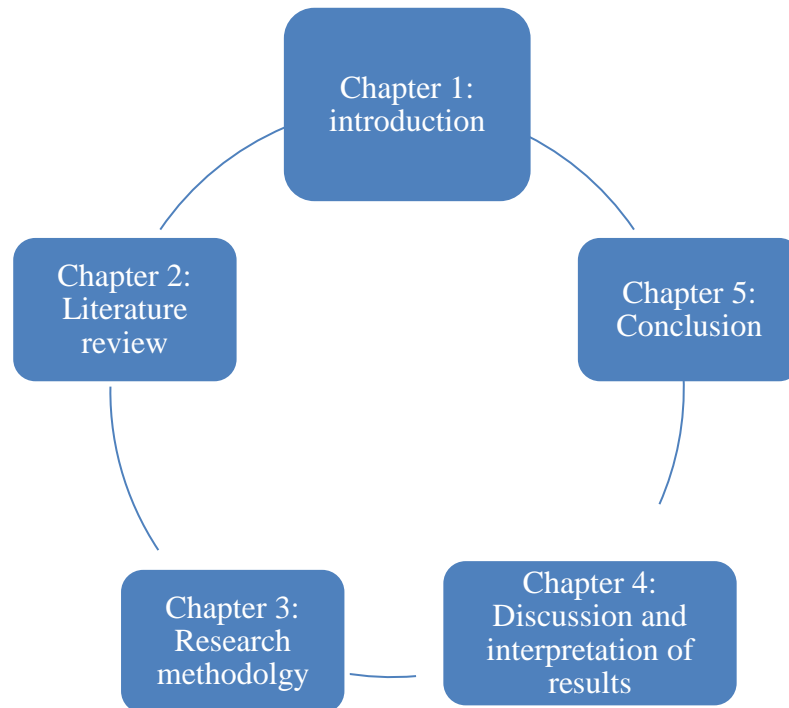 Chapter 1:
introduction
Chapter 2:
Literature
review
Chapter 3:
Research
methodolgy
Chapter 4:
Discussion and
interpretation of
results
Chapter 5:
Conclusion